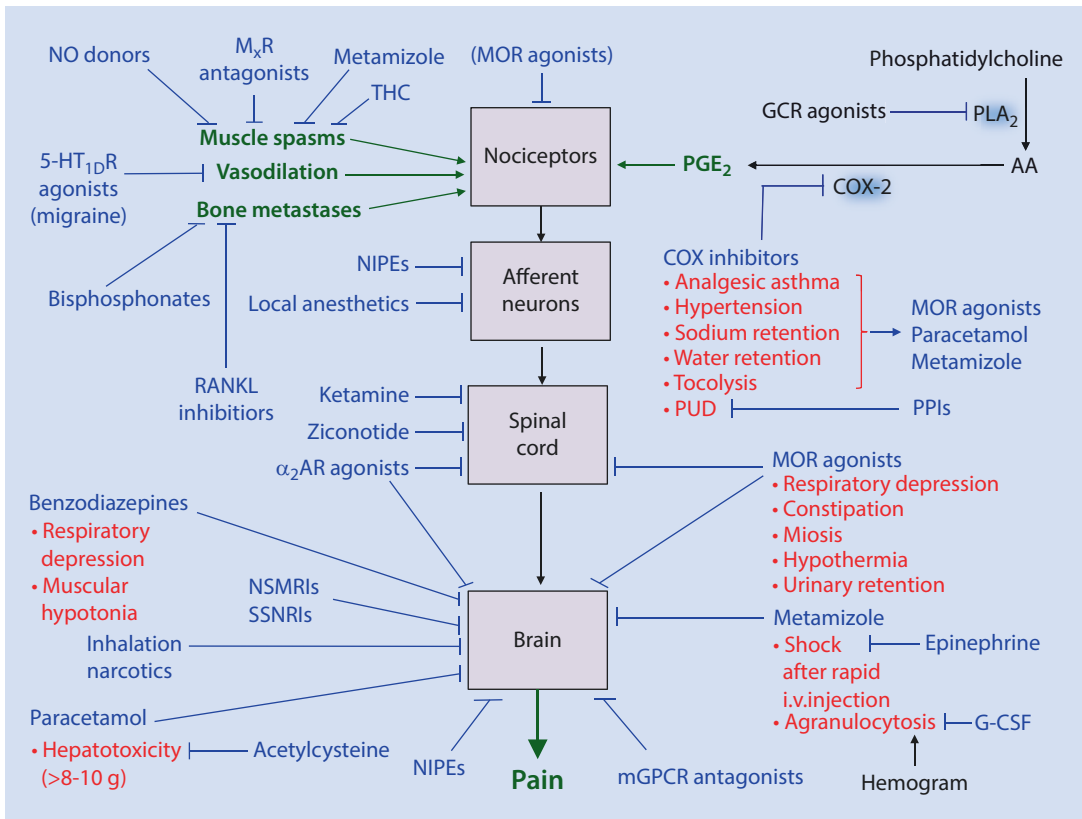 NO donors
MxR
antagonists
Metamizole
THC
(MOR agonists)
Phosphatidylcholine
GCR agonists
PLA2
AA
Muscle spasms
5-HT1DR
agonists
(migraine)
Vasodilation
Bone metastases
Nociceptors
PGE2
COX-2
Bisphosphonates
RANKL
inhibitiors
NIPEs
Local anesthetics
Afferent
neurons
COX inhibitors
• Analgesic asthma
• Hypertension
• Sodium retention
• Water retention
• Tocolysis
• PUD
MOR agonists
Paracetamol
Metamizole
PPIs
Ketamine
Ziconotide
α2AR agonists
Spinal
cord
MOR agonists
• Respiratory depression
• Constipation
• Miosis
• Hypothermia
• Urinary retention
Benzodiazepines
• Respiratory
depression
• Muscular
hypotonia
NSMRIs
SSNRIs
Inhalation
narcotics
Brain
Metamizole
• Shock
after rapid
i.v.injection
• Agranulocytosis
Epinephrine
G-CSF
Hemogram
Paracetamol
• Hepatotoxicity
(>8-10 g)
Acetylcysteine
NIPEs
Pain
mGPCR antagonists